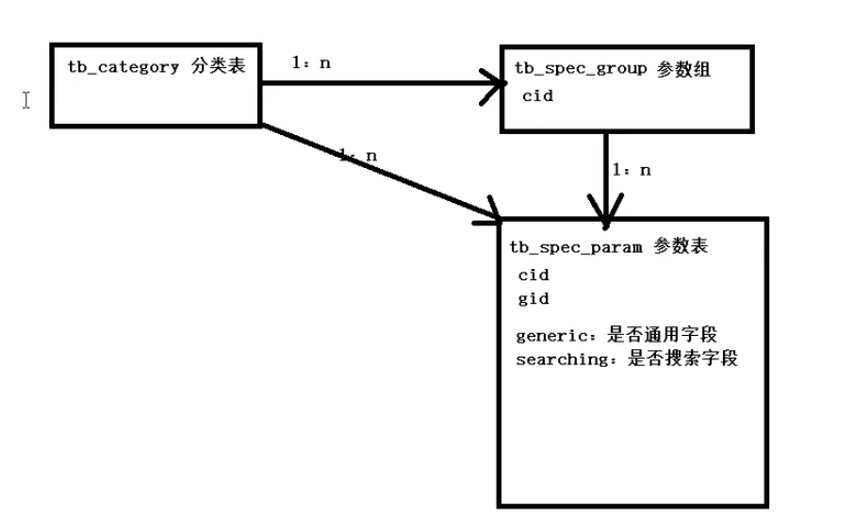 tb_category 分类表
1：n
tb_spec_group 参数组
cid
1：n
1：n
tb_spec_param 参数表
cid
gid
generic：是否通用字段
searching：是否搜索字段